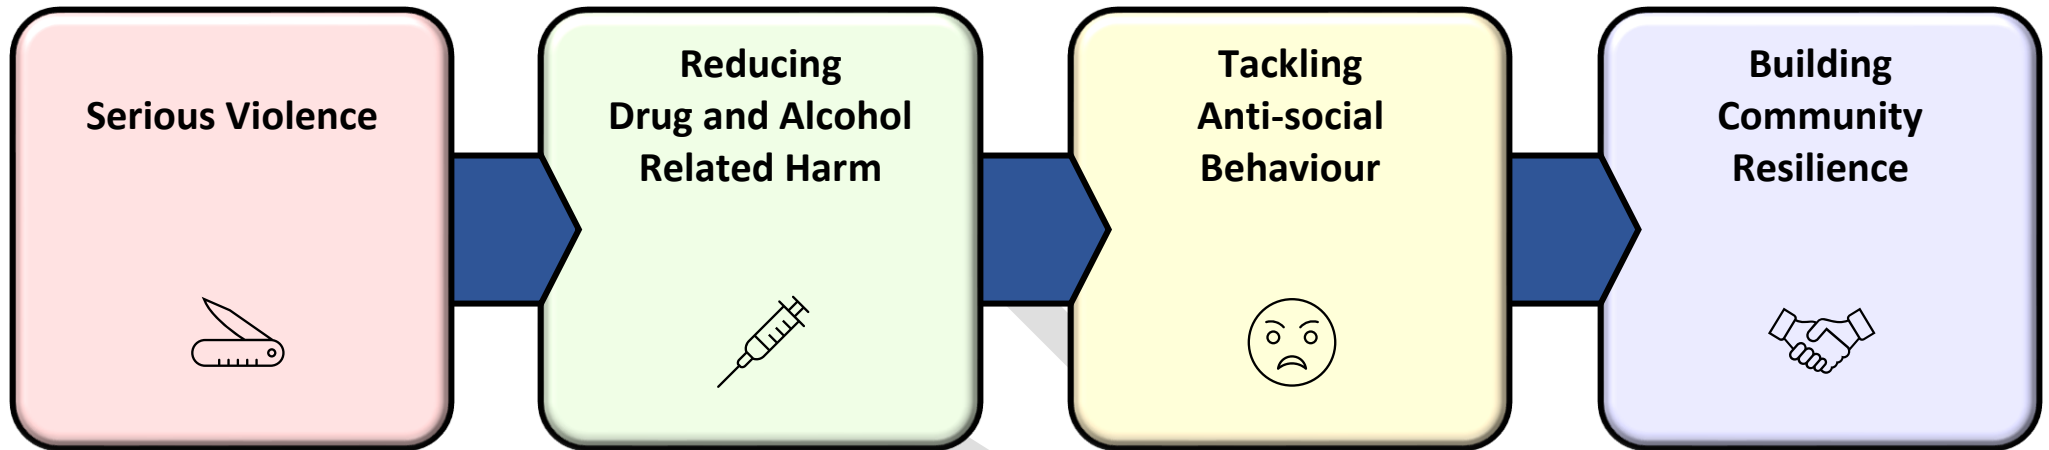 Serious Violence
Reducing
Drug and Alcohol
Related Harm
Tackling
Anti-social
Behaviour
Building
Community
Resilience